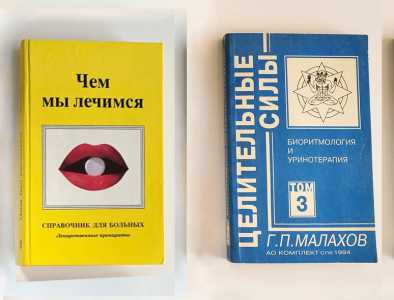 Чем
мы лечимся
СПРАВОЧНИК ДЛЯ БОЛЬНЫХ
Лекарственные препараты
ЦЕЛИТЕЛЬНЫЕ
СИЛЫ
БИОРИТМОЛОГИЯ
И
УРИНОТЕРАПИЯ
ТОМ
3
Г.П.МАЛАХОВ
АО КОМПЛЕКТ СПб 1994